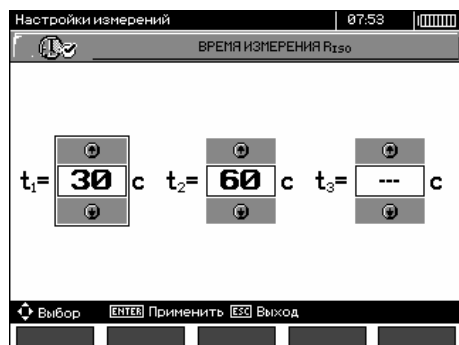 Настройки измерений 07:53
ВРЕМЯ ИЗМЕРЕНИЯ RISO
t1= 30 с t2= 60 с t3= --- с
Выбор ENTER Применить ESC Выход